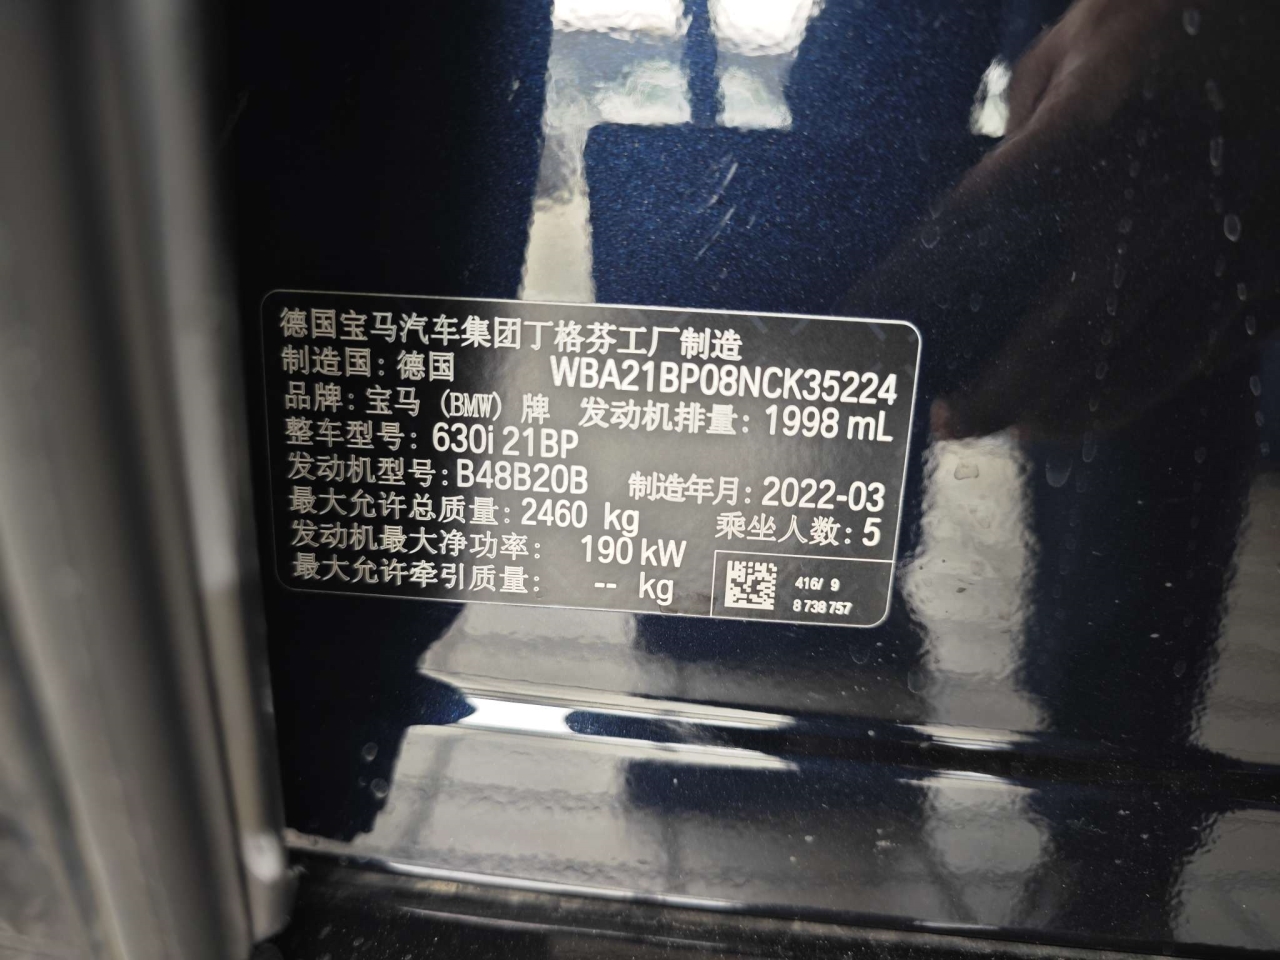 德国宝马汽车集团丁格芬工厂制造
制造国：德国 WBA21BP08NCK35224
品牌：宝马（BMW）牌 发动机排量：1998 mL
整车型号：630i 21BP
发动机型号：B48B20B 制造年月：2022-03
最大允许总质量：2460 kg 乘坐人数：5
发动机最大净功率： 190 kW
最大允许牵引质量： -- kg
416/ 9
8 738 757